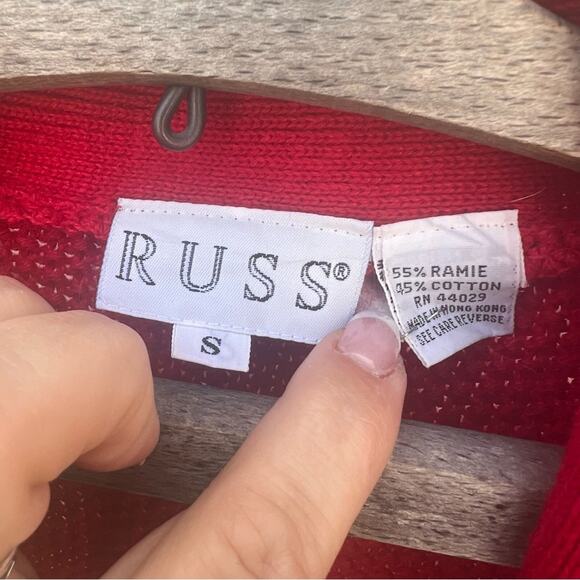 RUSS®
S
55% RAMIE
45% COTTON
RN 44029
MADE IN HONG KONG
SEE CARE REVERSE